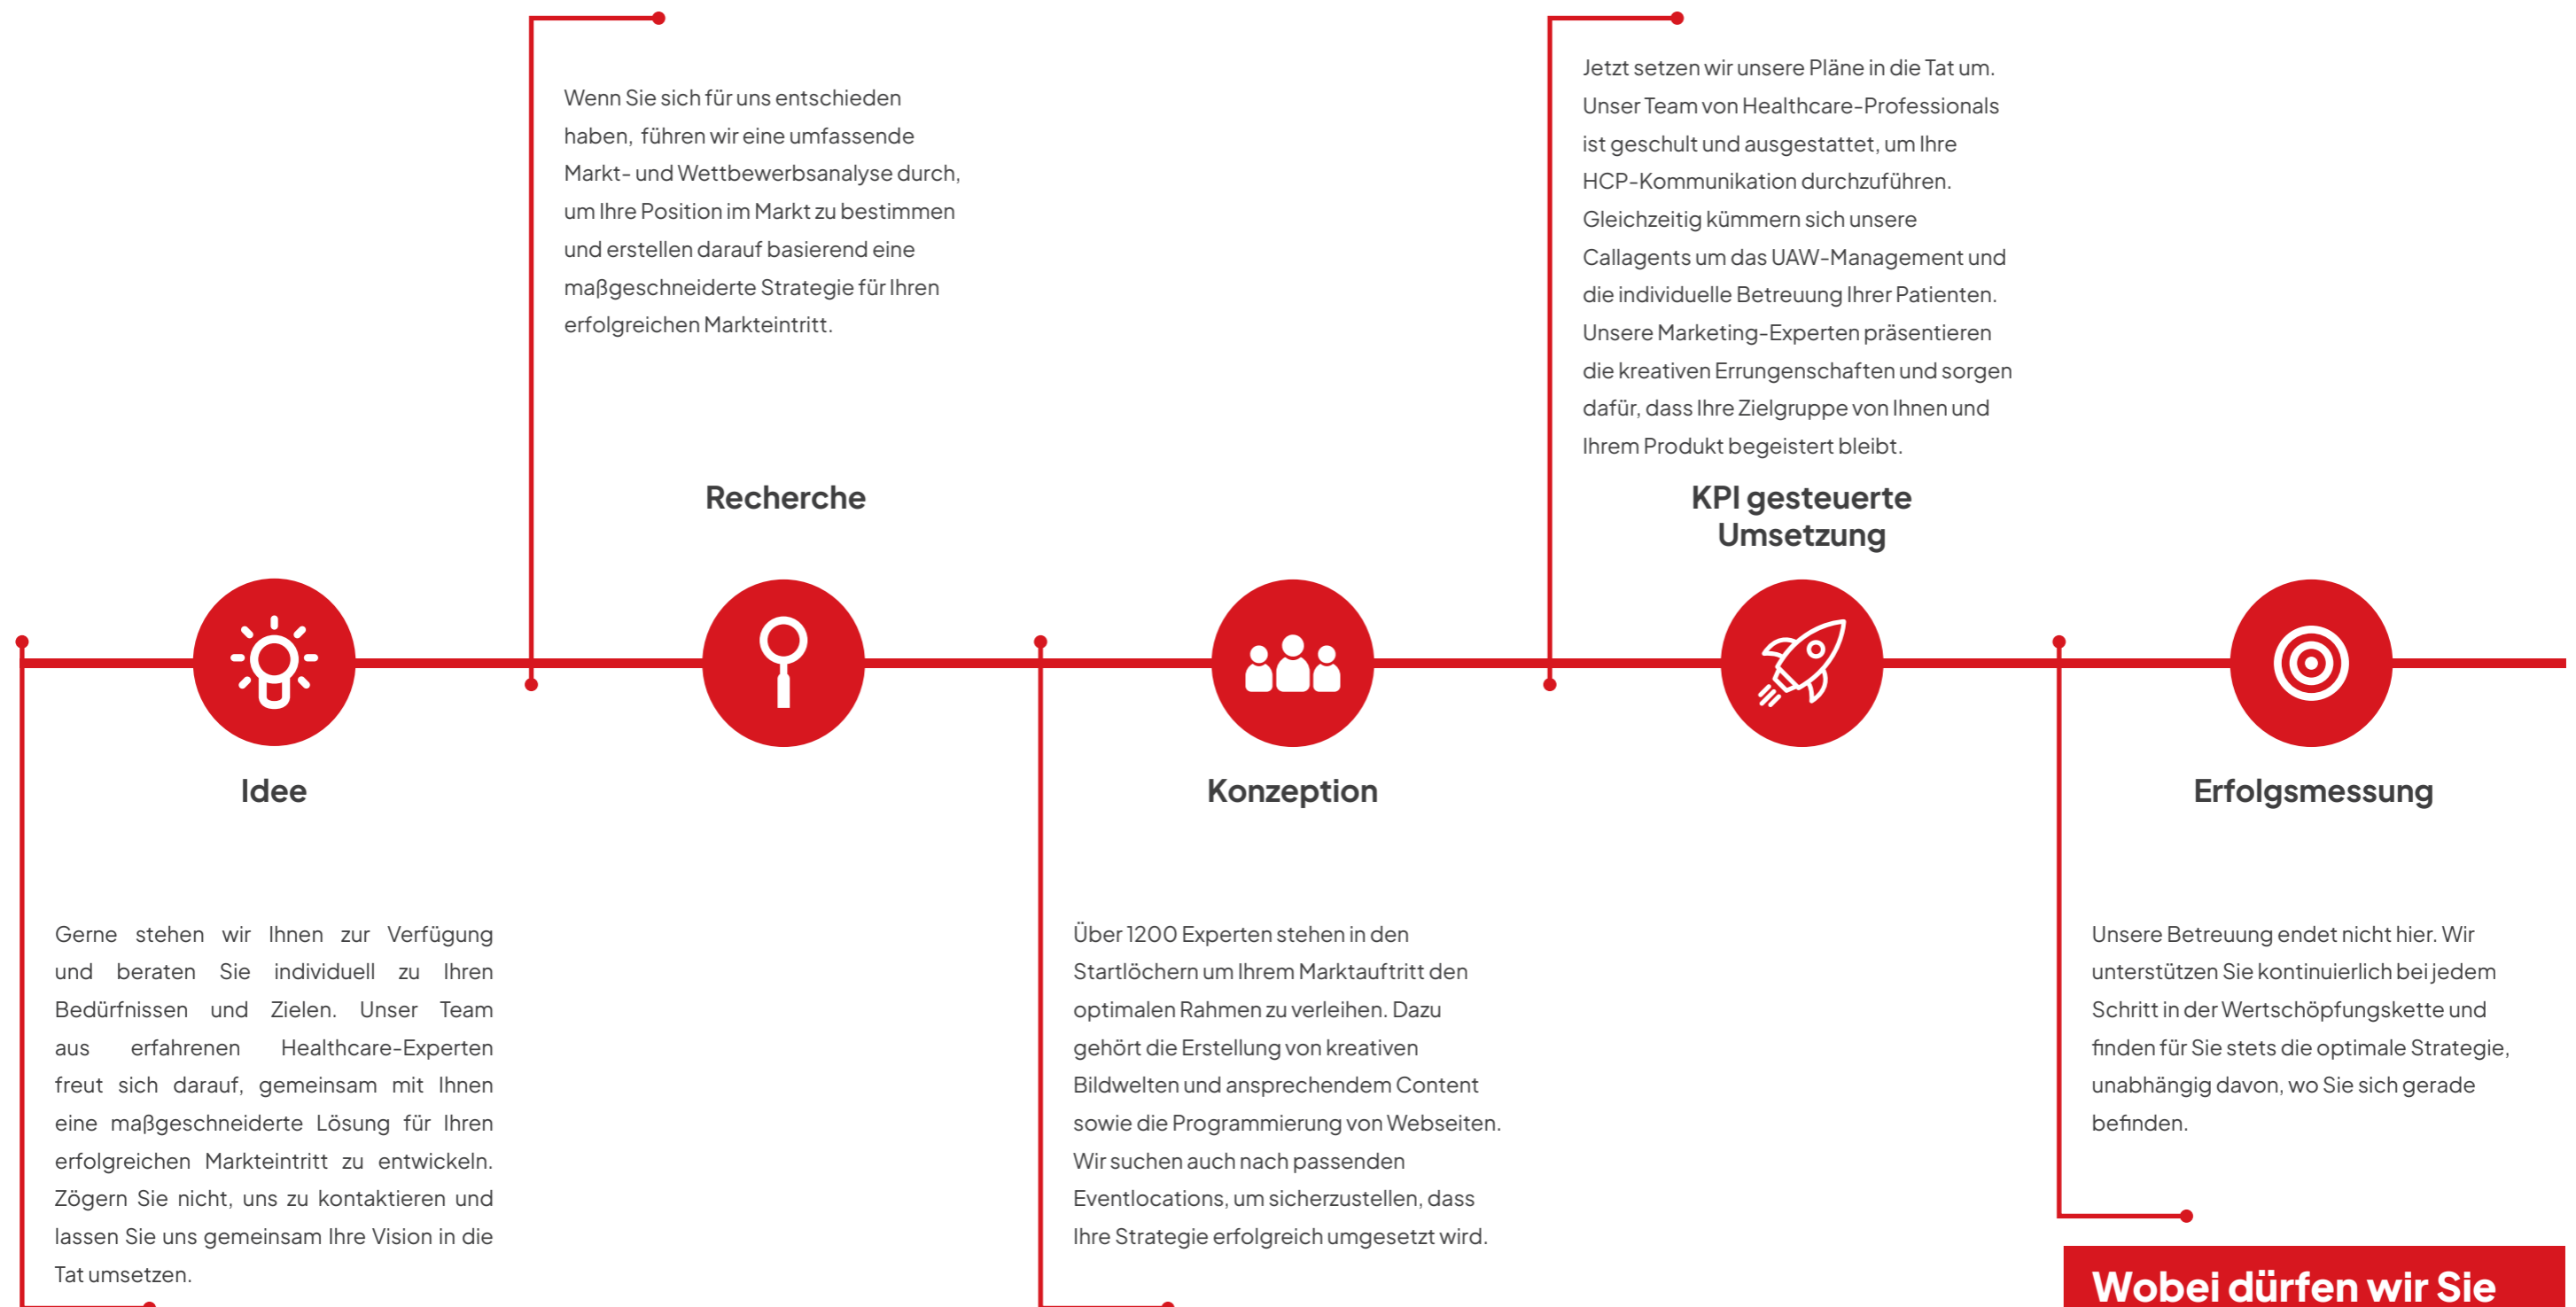 Wenn Sie sich für uns entschieden
haben, führen wir eine umfassende
Markt- und Wettbewerbsanalyse durch,
um Ihre Position im Markt zu bestimmen
und erstellen darauf basierend eine
maßgeschneiderte Strategie für Ihren
erfolgreichen Markteintritt.
Recherche
Jetzt setzen wir unsere Pläne in die Tat um.
Unser Team von Healthcare-Professionals
ist geschult und ausgestattet, um Ihre
HCP-Kommunikation durchzuführen.
Gleichzeitig kümmern sich unsere
Callagents um das UAW-Management und
die individuelle Betreuung Ihrer Patienten.
Unsere Marketing-Experten präsentieren
die kreativen Errungenschaften und sorgen
dafür, dass Ihre Zielgruppe von Ihnen und
Ihrem Produkt begeistert bleibt.
KPI gesteuerte
Umsetzung
Idee
Gerne stehen wir Ihnen zur Verfügung
und beraten Sie individuell zu Ihren
Bedürfnissen und Zielen. Unser Team
aus erfahrenen Healthcare-Experten
freut sich darauf, gemeinsam mit Ihnen
eine maßgeschneiderte Lösung für Ihren
erfolgreichen Markteintritt zu entwickeln.
Zögern Sie nicht, uns zu kontaktieren und
lassen Sie uns gemeinsam Ihre Vision in die
Tat umsetzen.
Konzeption
Über 1200 Experten stehen in den
Startlöchern um Ihrem Marktauftritt den
optimalen Rahmen zu verleihen. Dazu
gehört die Erstellung von kreativen
Bildwelten und ansprechendem Content
sowie die Programmierung von Webseiten.
Wir suchen auch nach passenden
Eventlocations, um sicherzustellen, dass
Ihre Strategie erfolgreich umgesetzt wird.
Erfolgsmessung
Unsere Betreuung endet nicht hier. Wir
unterstützen Sie kontinuierlich bei jedem
Schritt in der Wertschöpfungskette und
finden für Sie stets die optimale Strategie,
unabhängig davon, wo Sie sich gerade
befinden.
Wobei dürfen wir Sie